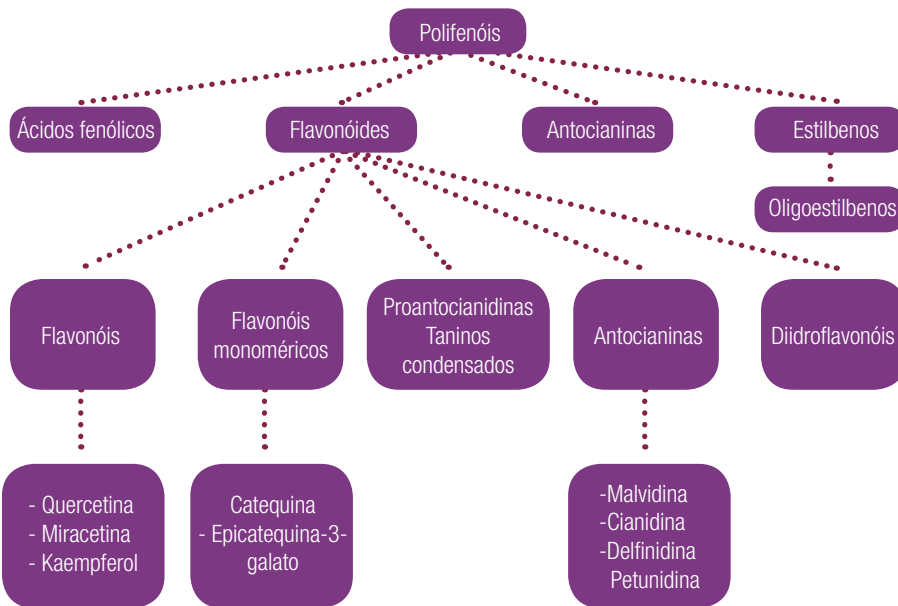 Polifenóis
Ácidos fenólicos
Flavonóides
Antocianinas
Estilbenos
Oligoestilbenos
Flavonóis
Flavonóis
monoméricos
Proantocianidinas
Taninos
condensados
Antocianinas
Diidroflavonóis
- Quercetina
- Miracetina
- Kaempferol
Catequina
- Epicatequina-3-
galato
-Malvidina
-Cianidina
-Delfinidina
Petunidina